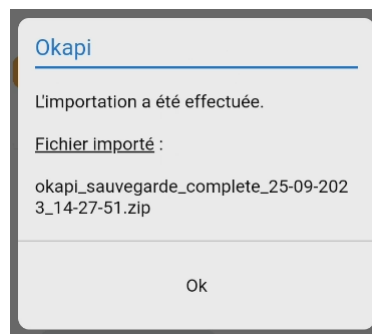 Okapi
L'importation a été effectuée.
Fichier importé :
okapi_sauvegarde_complete_25-09-202
3_14-27-51.zip
Ok